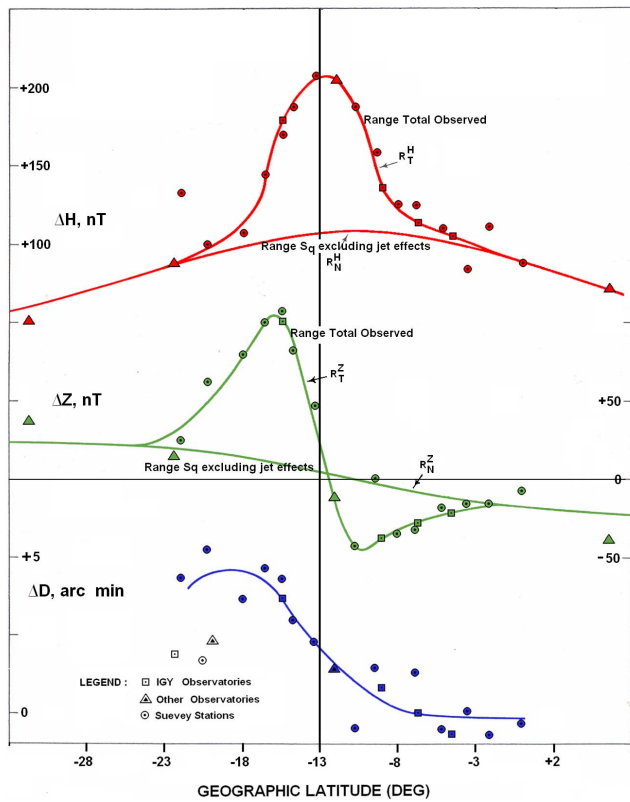 +200
Range Total Observed
R_T^H
+150
ΔH, nT
Range Sq excluding jet effects
+100
R_N^H
Range Total Observed
R_T^Z
ΔZ, nT
+50
Range Sq excluding jet effects
R_N^Z
0
+5
-50
ΔD, arc min
LEGEND :
IGY Observatories
Other Observatories
Suevey Stations
0
-28
-18
-13
-8
-3
+2
GEOGRAPHIC LATITUDE (DEG)